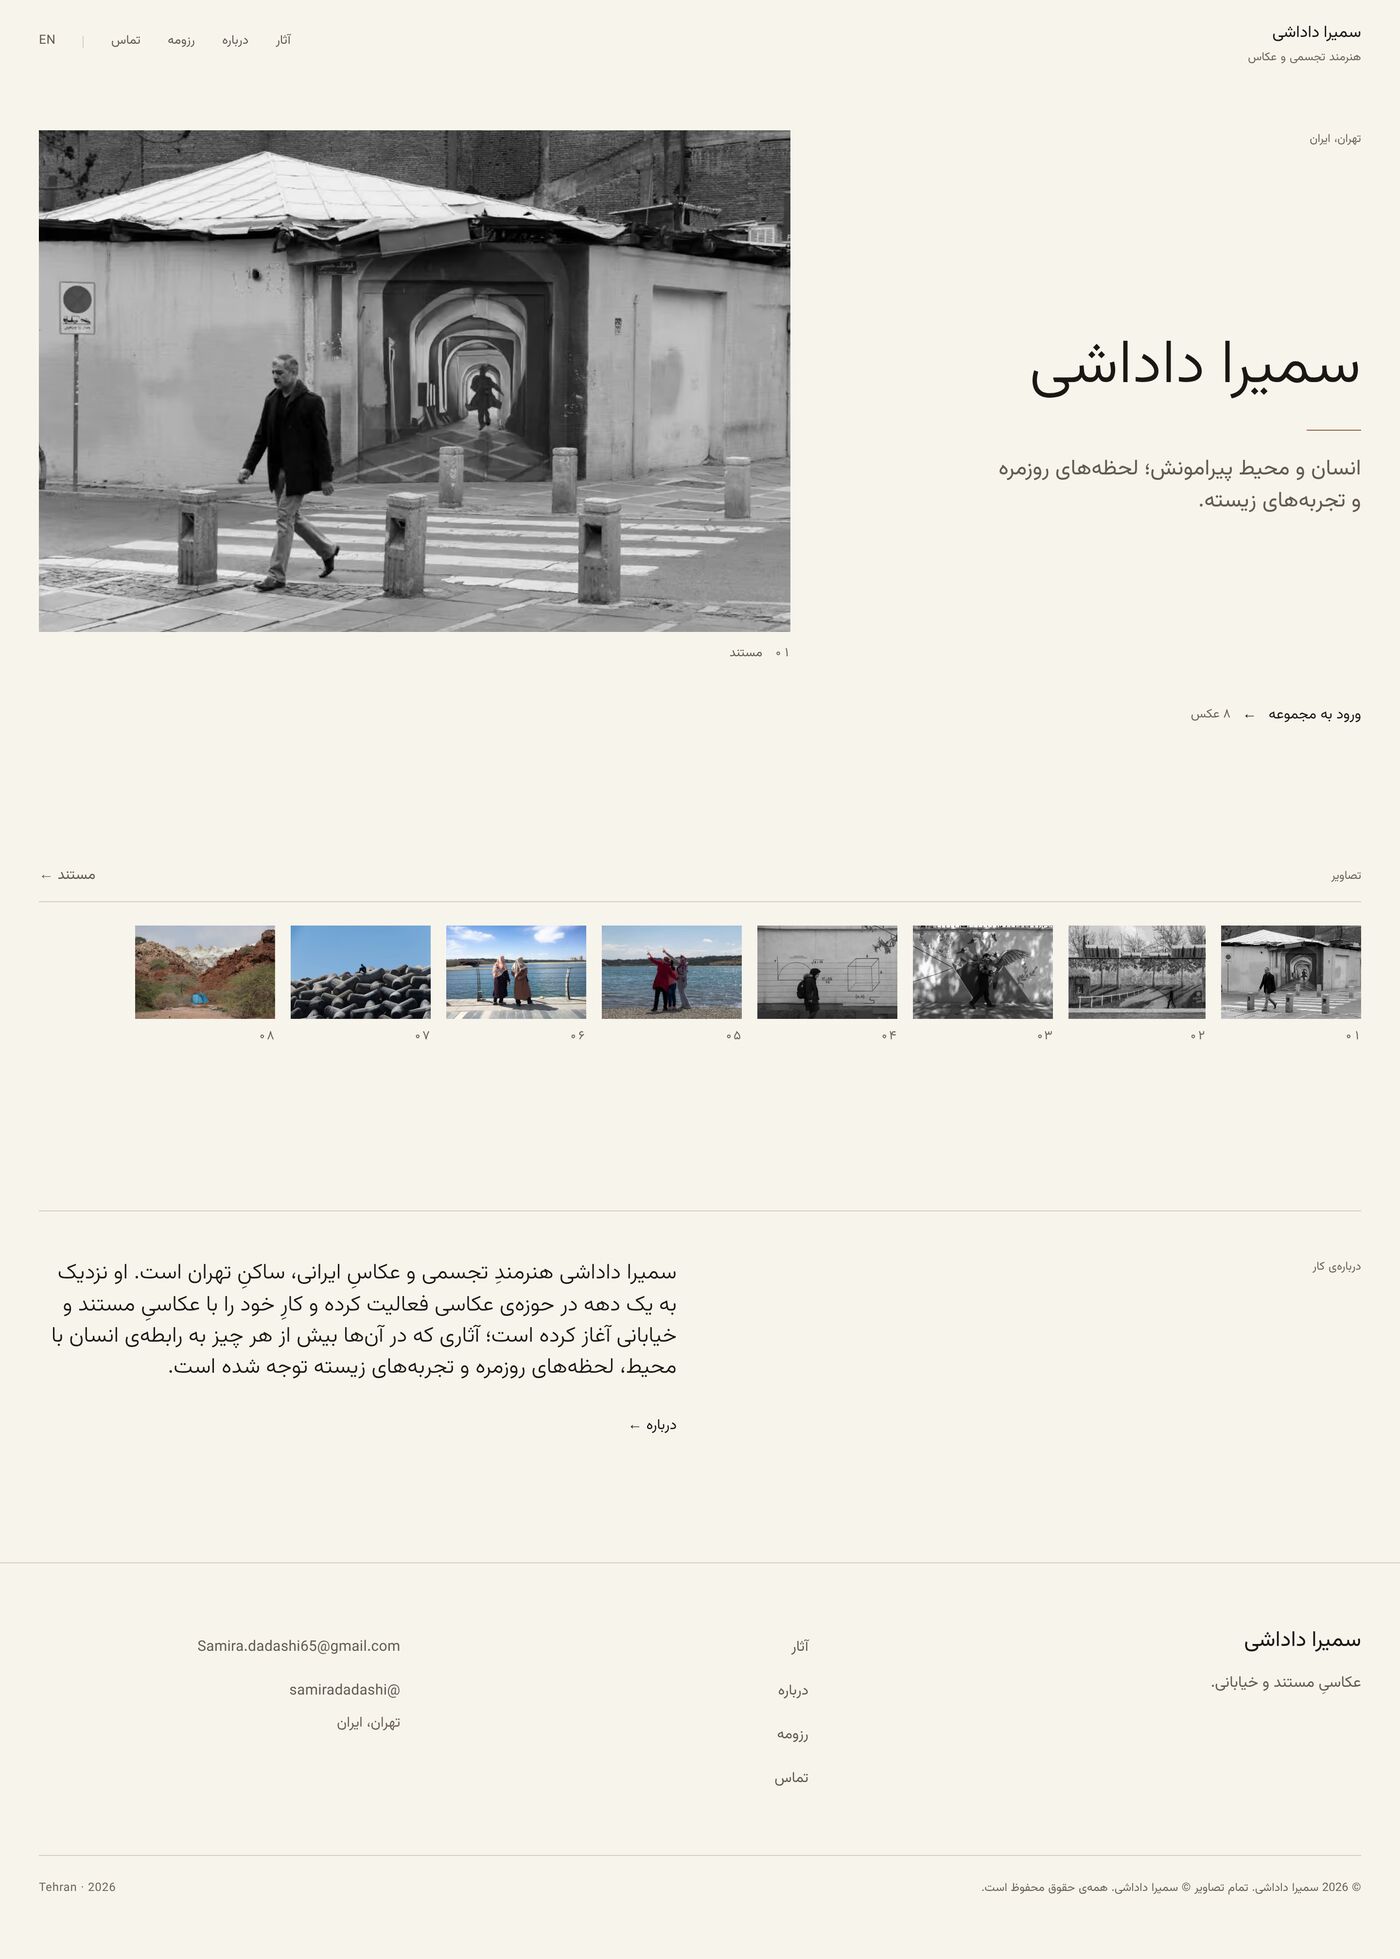 سمیرا داداشی
هنرمند تجسمی و عکاس
آثار
درباره
رزومه
تماس
EN
تهران، ایران
سمیرا داداشی
انسان و محیط پیرامونش؛ لحظه‌های روزمره
و تجربه‌های زیسته.
۰۱ مستند
ورود به مجموعه ← ۸ عکس
تصاویر
مستند ←
۰۱
۰۲
۰۳
۰۴
۰۵
۰۶
۰۷
۰۸
درباره‌ی کار
سمیرا داداشی هنرمندِ تجسمی و عکاسِ ایرانی، ساکنِ تهران است. او نزدیک
به یک دهه در حوزه‌ی عکاسی فعالیت کرده و کارِ خود را با عکاسیِ مستند و
خیابانی آغاز کرده است؛ آثاری که در آن‌ها بیش از هر چیز به رابطه‌ی انسان با
محیط، لحظه‌های روزمره و تجربه‌های زیسته توجه شده است.
درباره ←
سمیرا داداشی
عکاسیِ مستند و خیابانی.
آثار
درباره
رزومه
تماس
Samira.dadashi65@gmail.com
samiradadashi@
تهران، ایران
© 2026 سمیرا داداشی. تمام تصاویر © سمیرا داداشی. همه‌ی حقوق محفوظ است.
Tehran · 2026